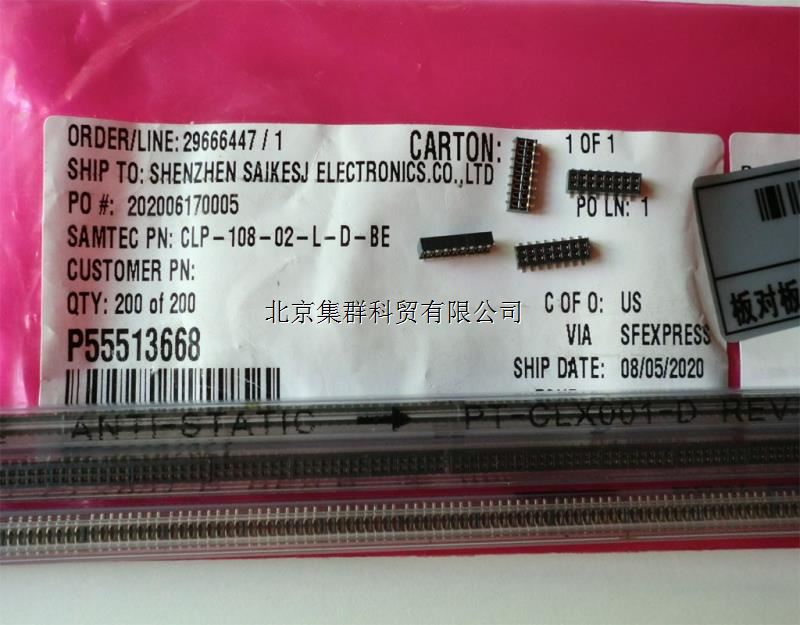 ORDER/LINE: 29666447 / 1
CARTON: 1 OF 1
SHIP TO: SHENZHEN SAIKESJ ELECTRONICS.CO.,LTD
PO #: 202006170005
PO LN: 1
SAMTEC PN: CLP-108-02-L-D-BE
CUSTOMER PN:
QTY: 200 of 200
C OF O: US
北京集群科贸有限公司
P55513668
VIA SFEXPRESS
SHIP DATE: 08/05/2020
板对板
ANTI-STATIC PT-CLX001-D REV